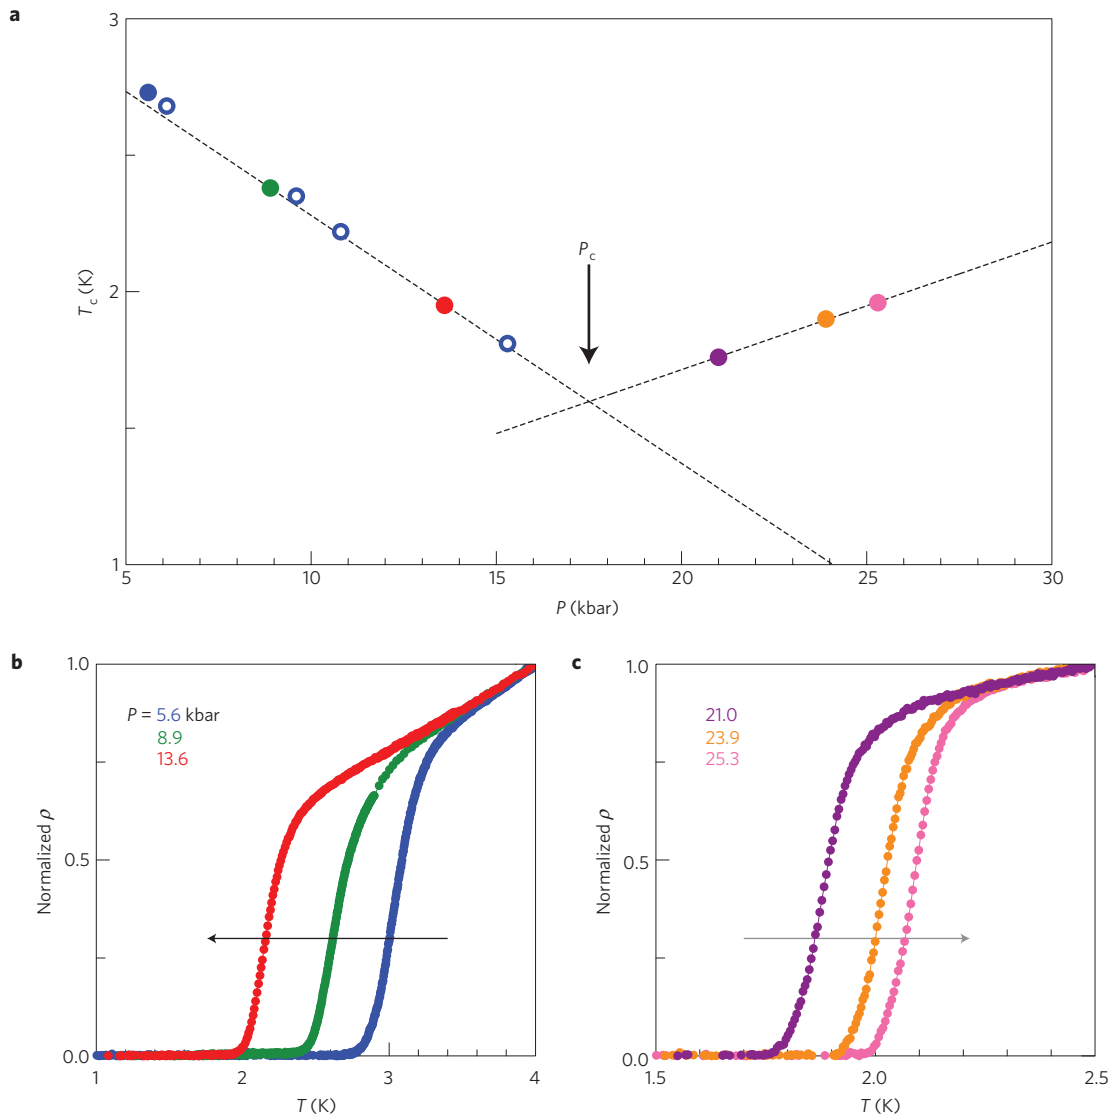 a
3
2
1
T_c (K)
P_c
5
10
15
20
25
30
P (kbar)
b
1.0
0.5
0.0
Normalized ρ
P = 5.6 kbar
8.9
13.6
1
2
3
4
T (K)
c
1.0
0.5
0.0
Normalized ρ
21.0
23.9
25.3
1.5
2.0
2.5
T (K)